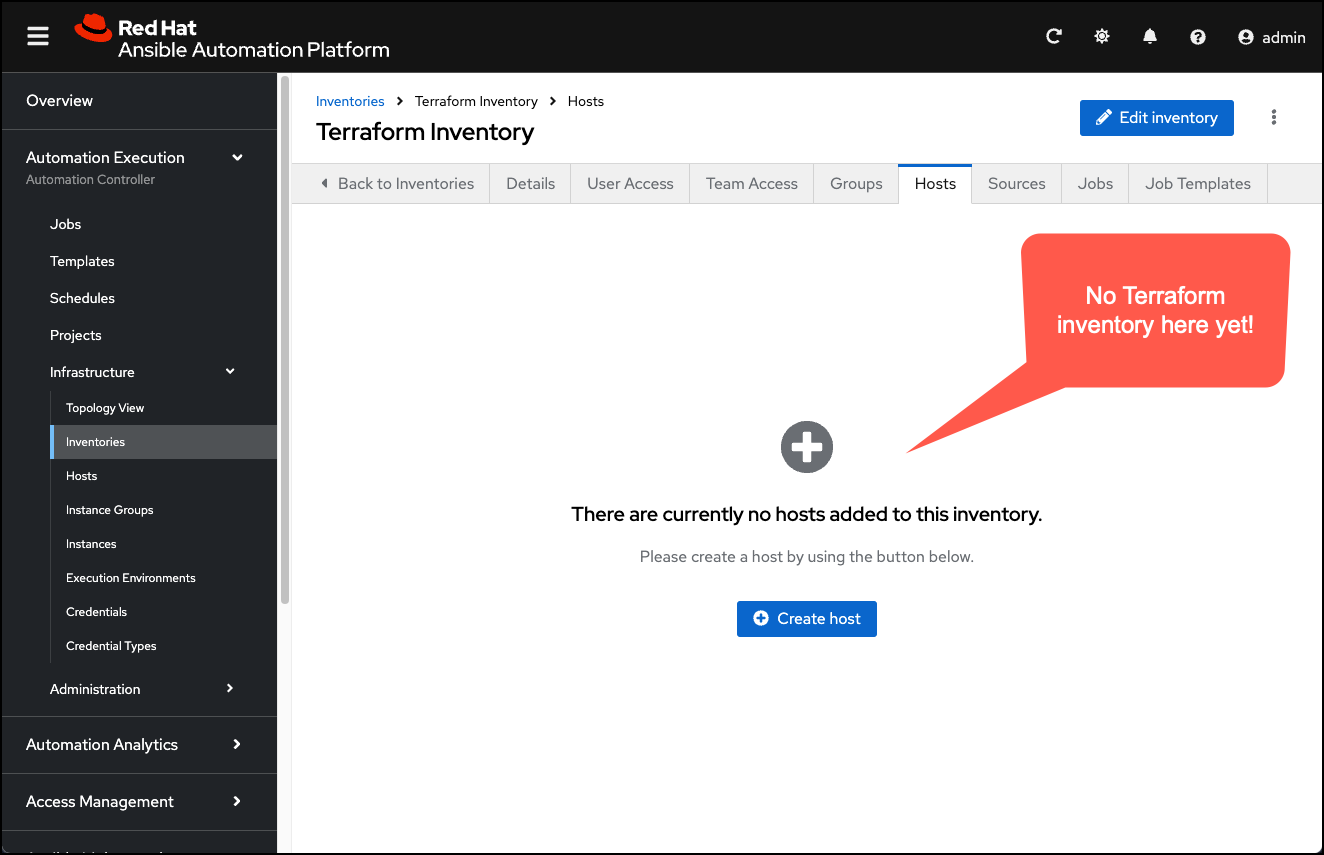 Red Hat
Ansible Automation Platform
admin
Overview
Automation Execution
Automation Controller
Jobs
Templates
Schedules
Projects
Infrastructure
Topology View
Inventories
Hosts
Instance Groups
Instances
Execution Environments
Credentials
Credential Types
Administration
Automation Analytics
Access Management
Inventories > Terraform Inventory > Hosts
Terraform Inventory
Edit inventory
Back to Inventories Details User Access Team Access Groups Hosts Sources Jobs Job Templates
No Terraform
inventory here yet!
There are currently no hosts added to this inventory.
Please create a host by using the button below.
Create host